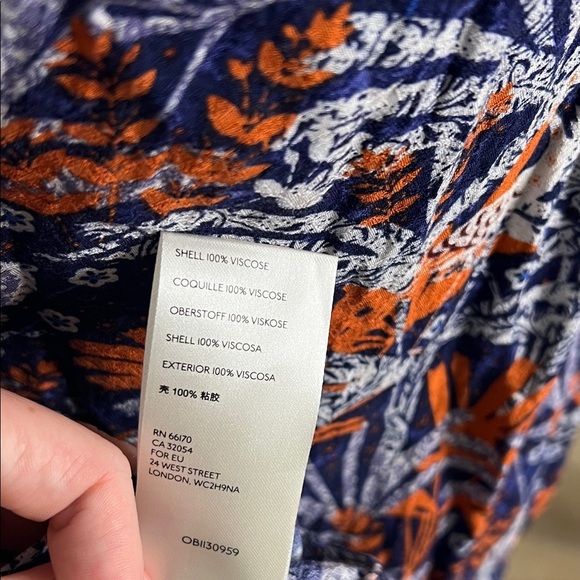 SHELL 100% VISCOSE
COQUILLE 100% VISCOSE
OBERSTOFF 100% VISKOSE
SHELL 100% VISCOSA
EXTERIOR 100% VISCOSA
壳 100% 粘胶
RN 66170
CA 32054
FOR EU
24 WEST STREET
LONDON, WC2H9NA
OB1130959